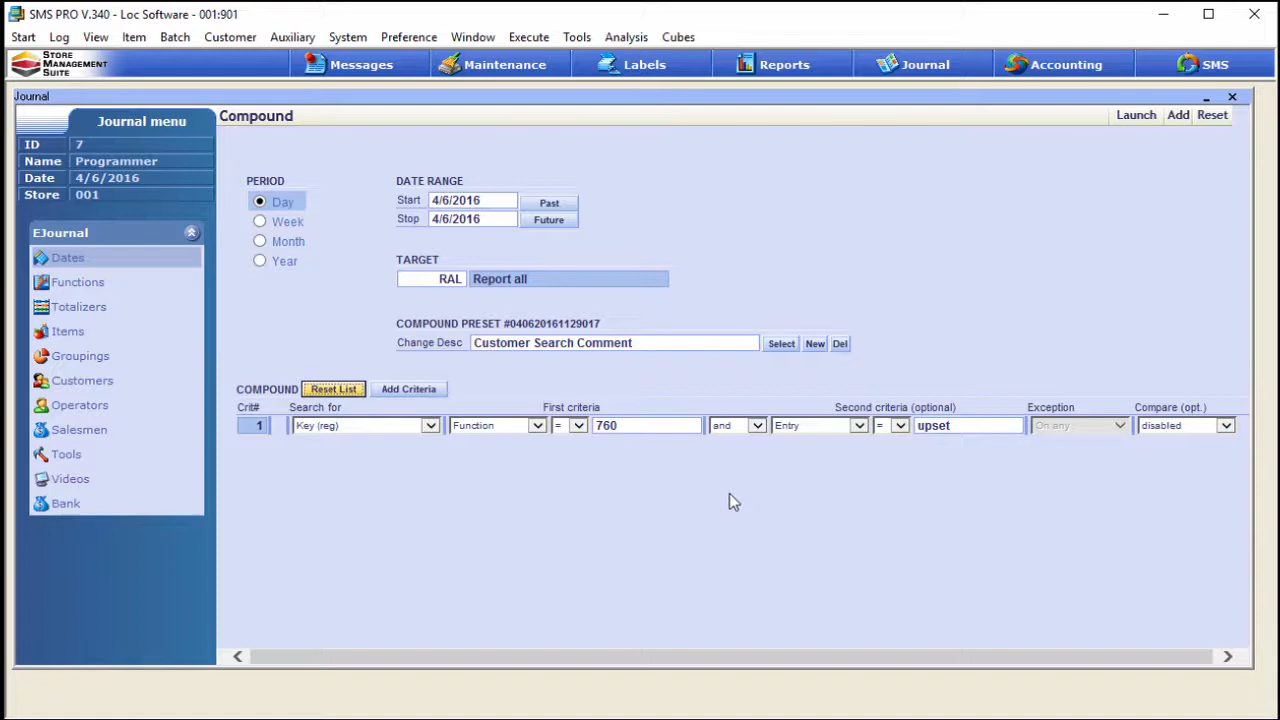 SMS PRO V.340 - Loc Software - 001:901
Start Log View Item Batch Customer Auxiliary System Preference Window Execute Tools Analysis Cubes
STORE
MANAGEMENT
SUITE
Messages Maintenance Labels Reports Journal Accounting SMS
Journal
Journal menu
ID 7
Name Programmer
Date 4/6/2016
Store 001
EJournal
Dates
Functions
Totalizers
Items
Groupings
Customers
Operators
Salesmen
Tools
Videos
Bank
Compound Launch Add Reset
PERIOD
Day
Week
Month
Year
DATE RANGE
Start 4/6/2016 Past
Stop 4/6/2016 Future
TARGET
RAL Report all
COMPOUND PRESET #040620161129017
Change Desc Customer Search Comment Select New Del
COMPOUND Reset List Add Criteria
Crit# Search for First criteria Second criteria (optional) Exception Compare (opt.)
1 Key (reg) Function = 760 and Entry = upset On any disabled